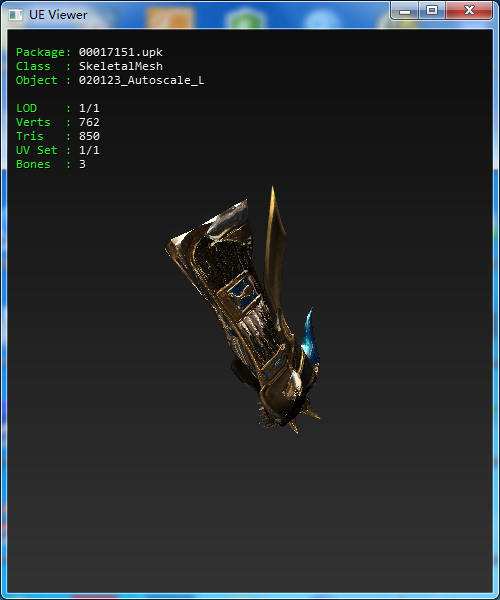 UE Viewer
Package: 00017151.upk
Class : SkeletalMesh
Object : 020123_Autoscale_L
LOD : 1/1
Verts : 762
Tris : 850
UV Set : 1/1
Bones : 3